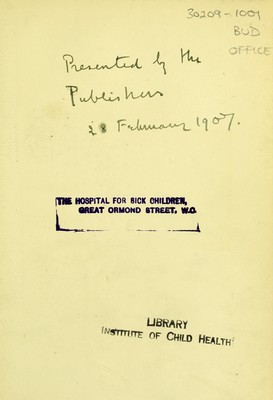 30209-1001
BUD
OFFICE
Presented by the
Publishers
28 February 1907.
THE HOSPITAL FOR SICK CHILDREN,
GREAT ORMOND STREET, W.C.
LIBRARY
INSTITUTE OF CHILD HEALTH